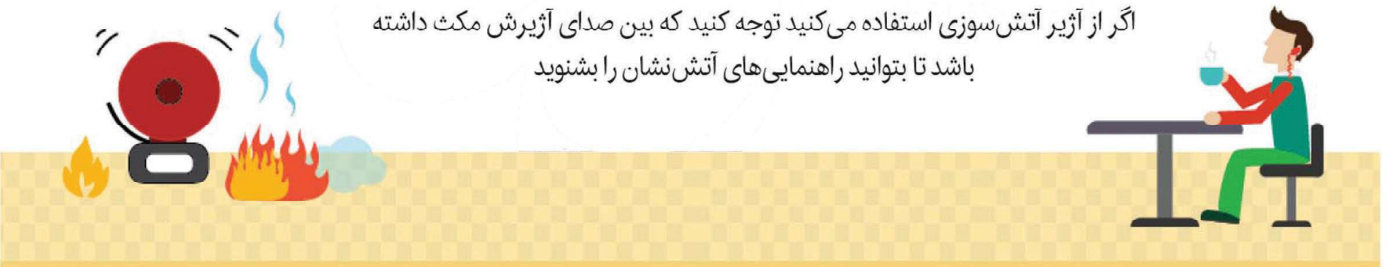 اگر از آژیر آتش‌سوزی استفاده می‌کنید توجه کنید که بین صدای آژیرش مکث داشته
باشد تا بتوانید راهنمایی‌های آتش‌نشان را بشنوید